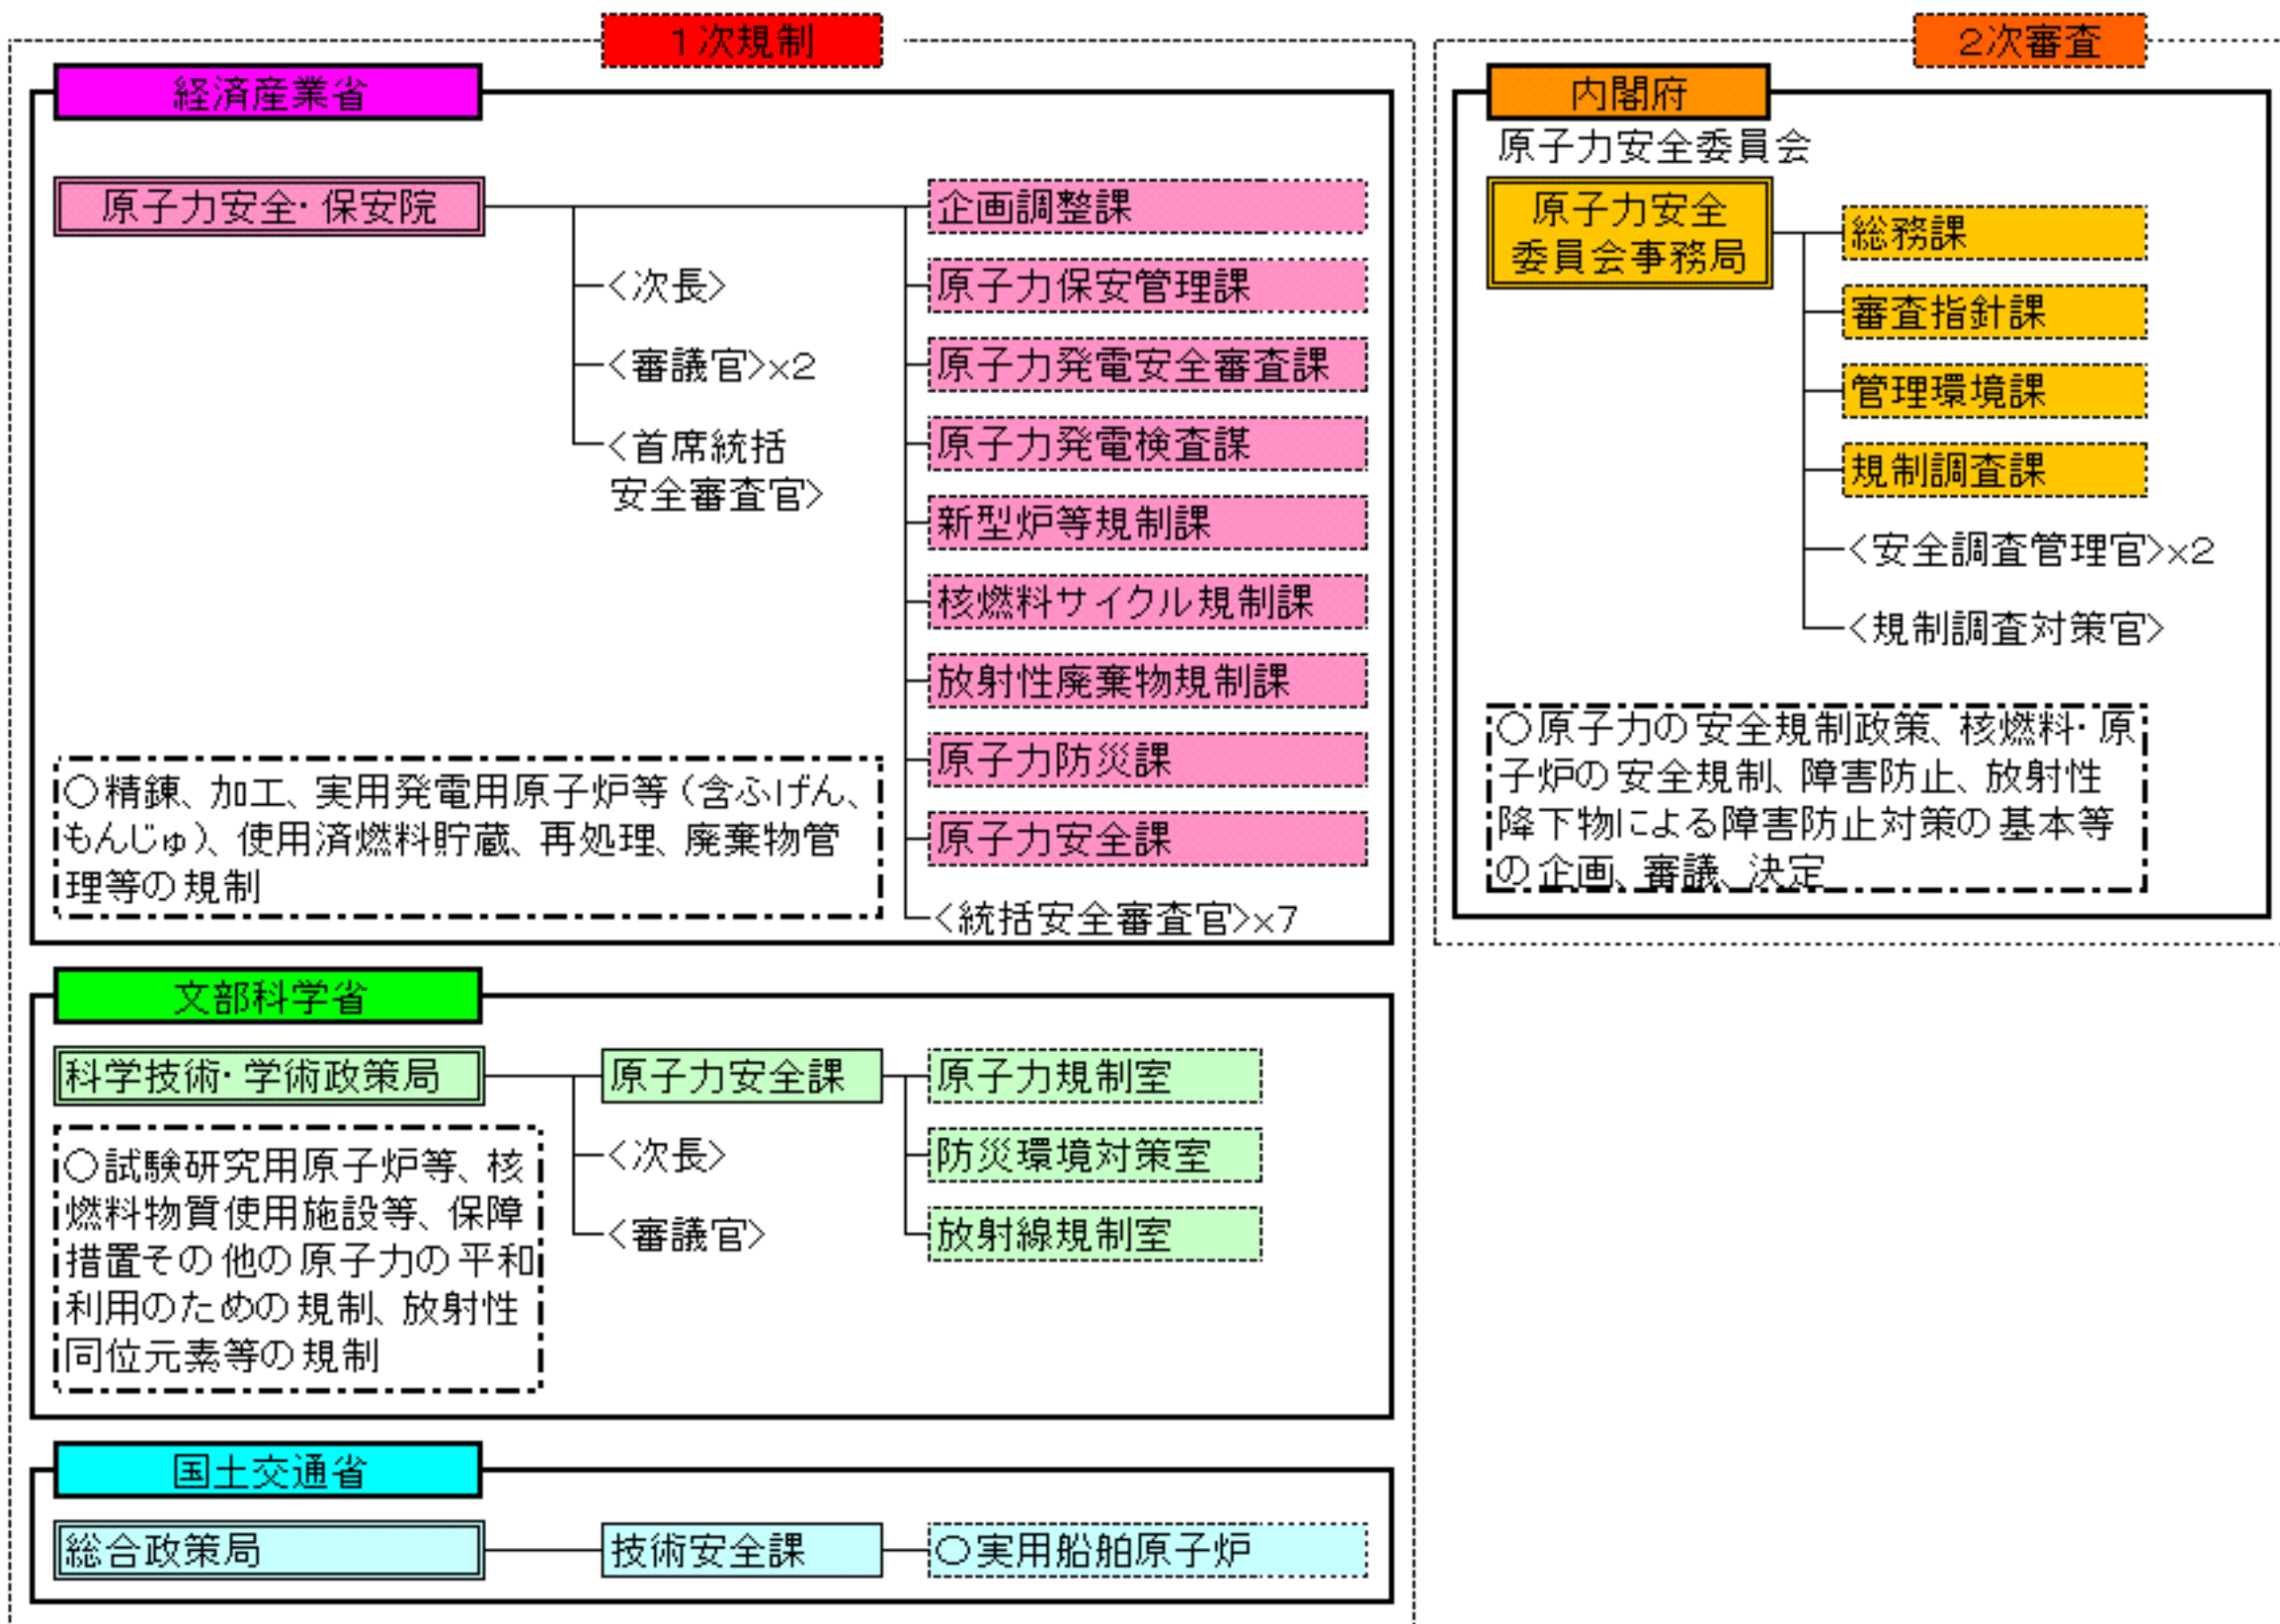 1次規制
経済産業省
原子力安全・保安院
<次長>
<審議官>×2
<首席統括
安全審査官>
企画調整課
原子力保安管理課
原子力発電安全審査課
原子力発電検査謀
新型炉等規制課
核燃料サイクル規制課
放射性廃棄物規制課
原子力防災課
原子力安全課
<統括安全審査官>×7
○精錬、加工、実用発電用原子炉等(含ふげん、
もんじゅ)、使用済燃料貯蔵、再処理、廃棄物管
理等の規制
文部科学省
科学技術・学術政策局
原子力安全課
<次長>
<審議官>
原子力規制室
防災環境対策室
放射線規制室
○試験研究用原子炉等、核
燃料物質使用施設等、保障
措置その他の原子力の平和
利用のための規制、放射性
同位元素等の規制
国土交通省
総合政策局
技術安全課
○実用船舶原子炉
2次審査
内閣府
原子力安全委員会
原子力安全
委員会事務局
総務課
審査指針課
管理環境課
規制調査課
<安全調査管理官>×2
<規制調査対策官>
○原子力の安全規制政策、核燃料・原
子炉の安全規制、障害防止、放射性
降下物による障害防止対策の基本等
の企画、審議、決定